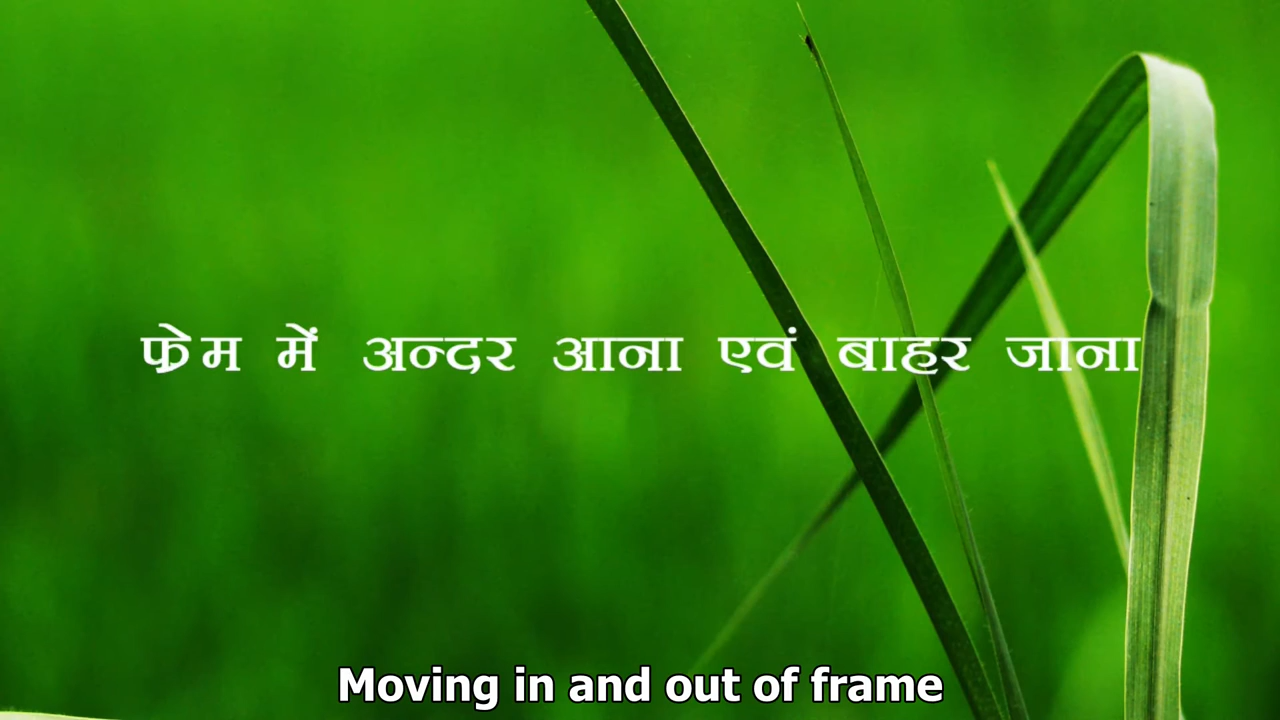 फ्रेम में अन्दर आना एवं बाहर जाना
Moving in and out of frame